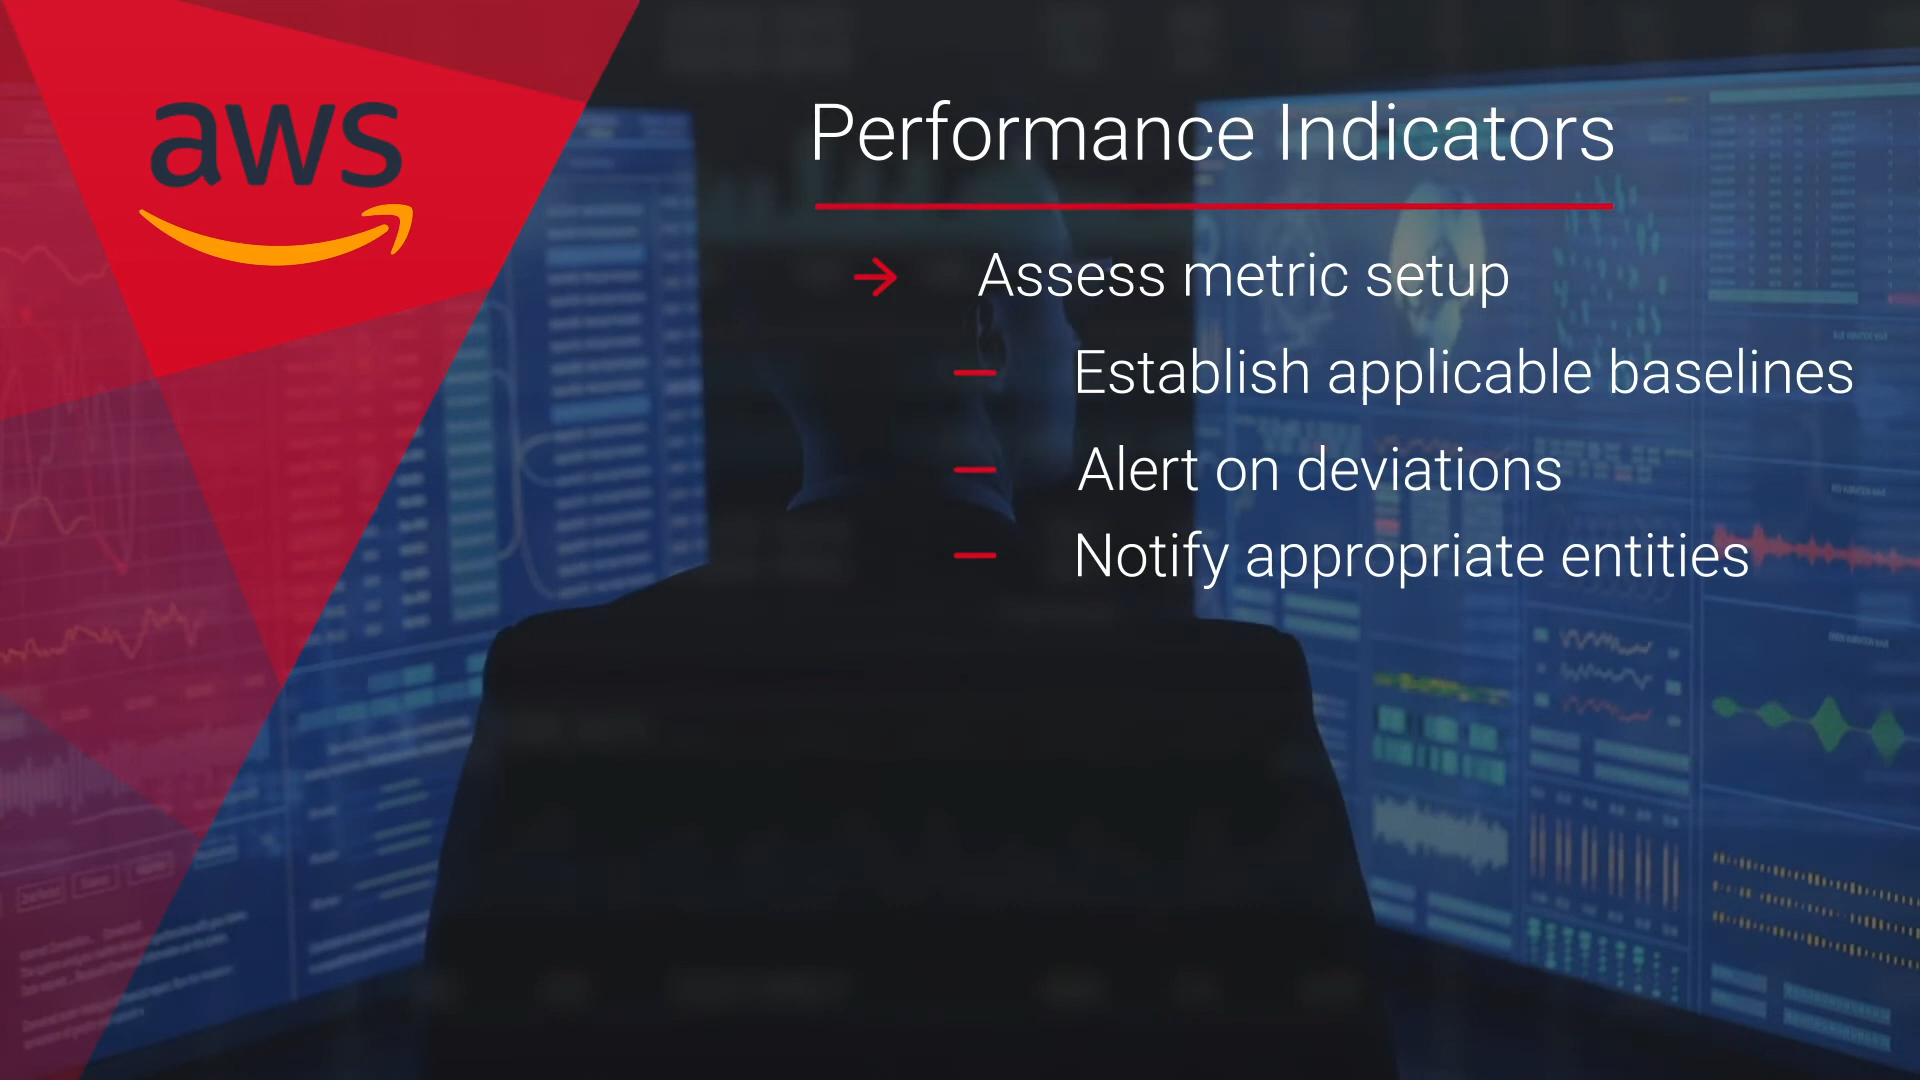 aws
Performance Indicators
Assess metric setup
Establish applicable baselines
Alert on deviations
Notify appropriate entities